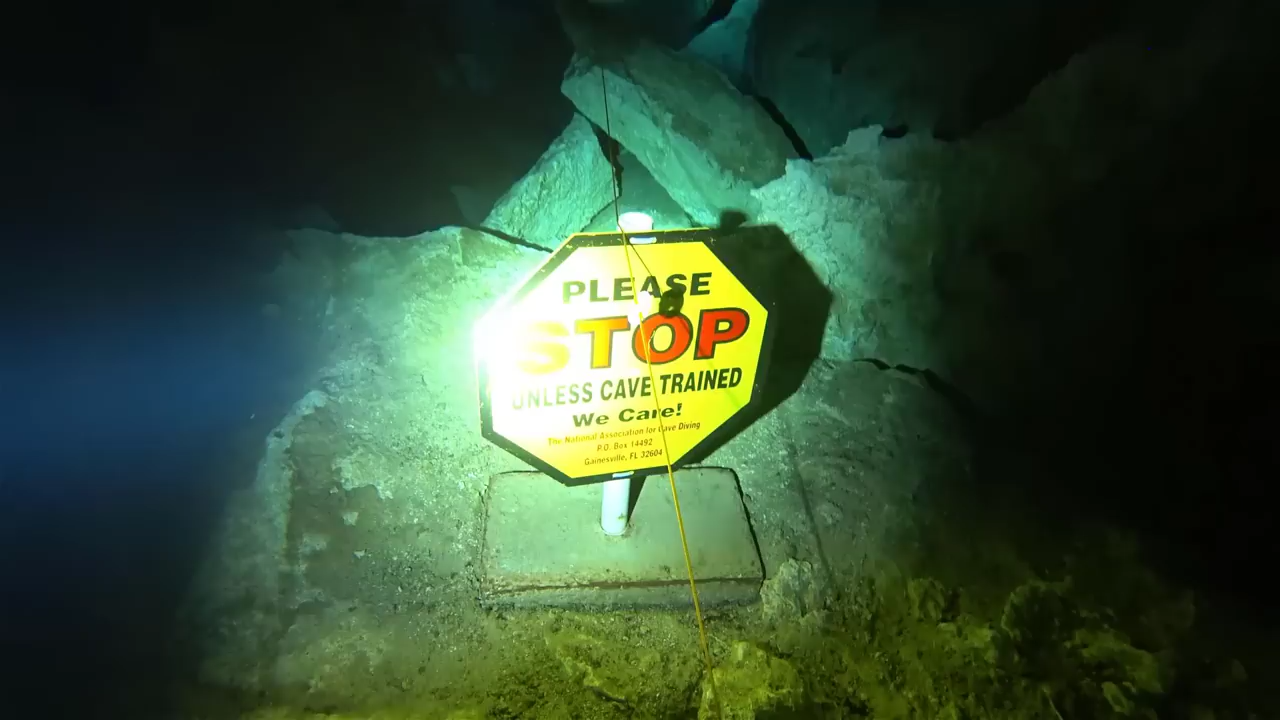 PLEASE
STOP
UNLESS CAVE TRAINED
We Care!
The National Association for Cave Diving
P.O. Box 14492
Gainesville, FL 32604